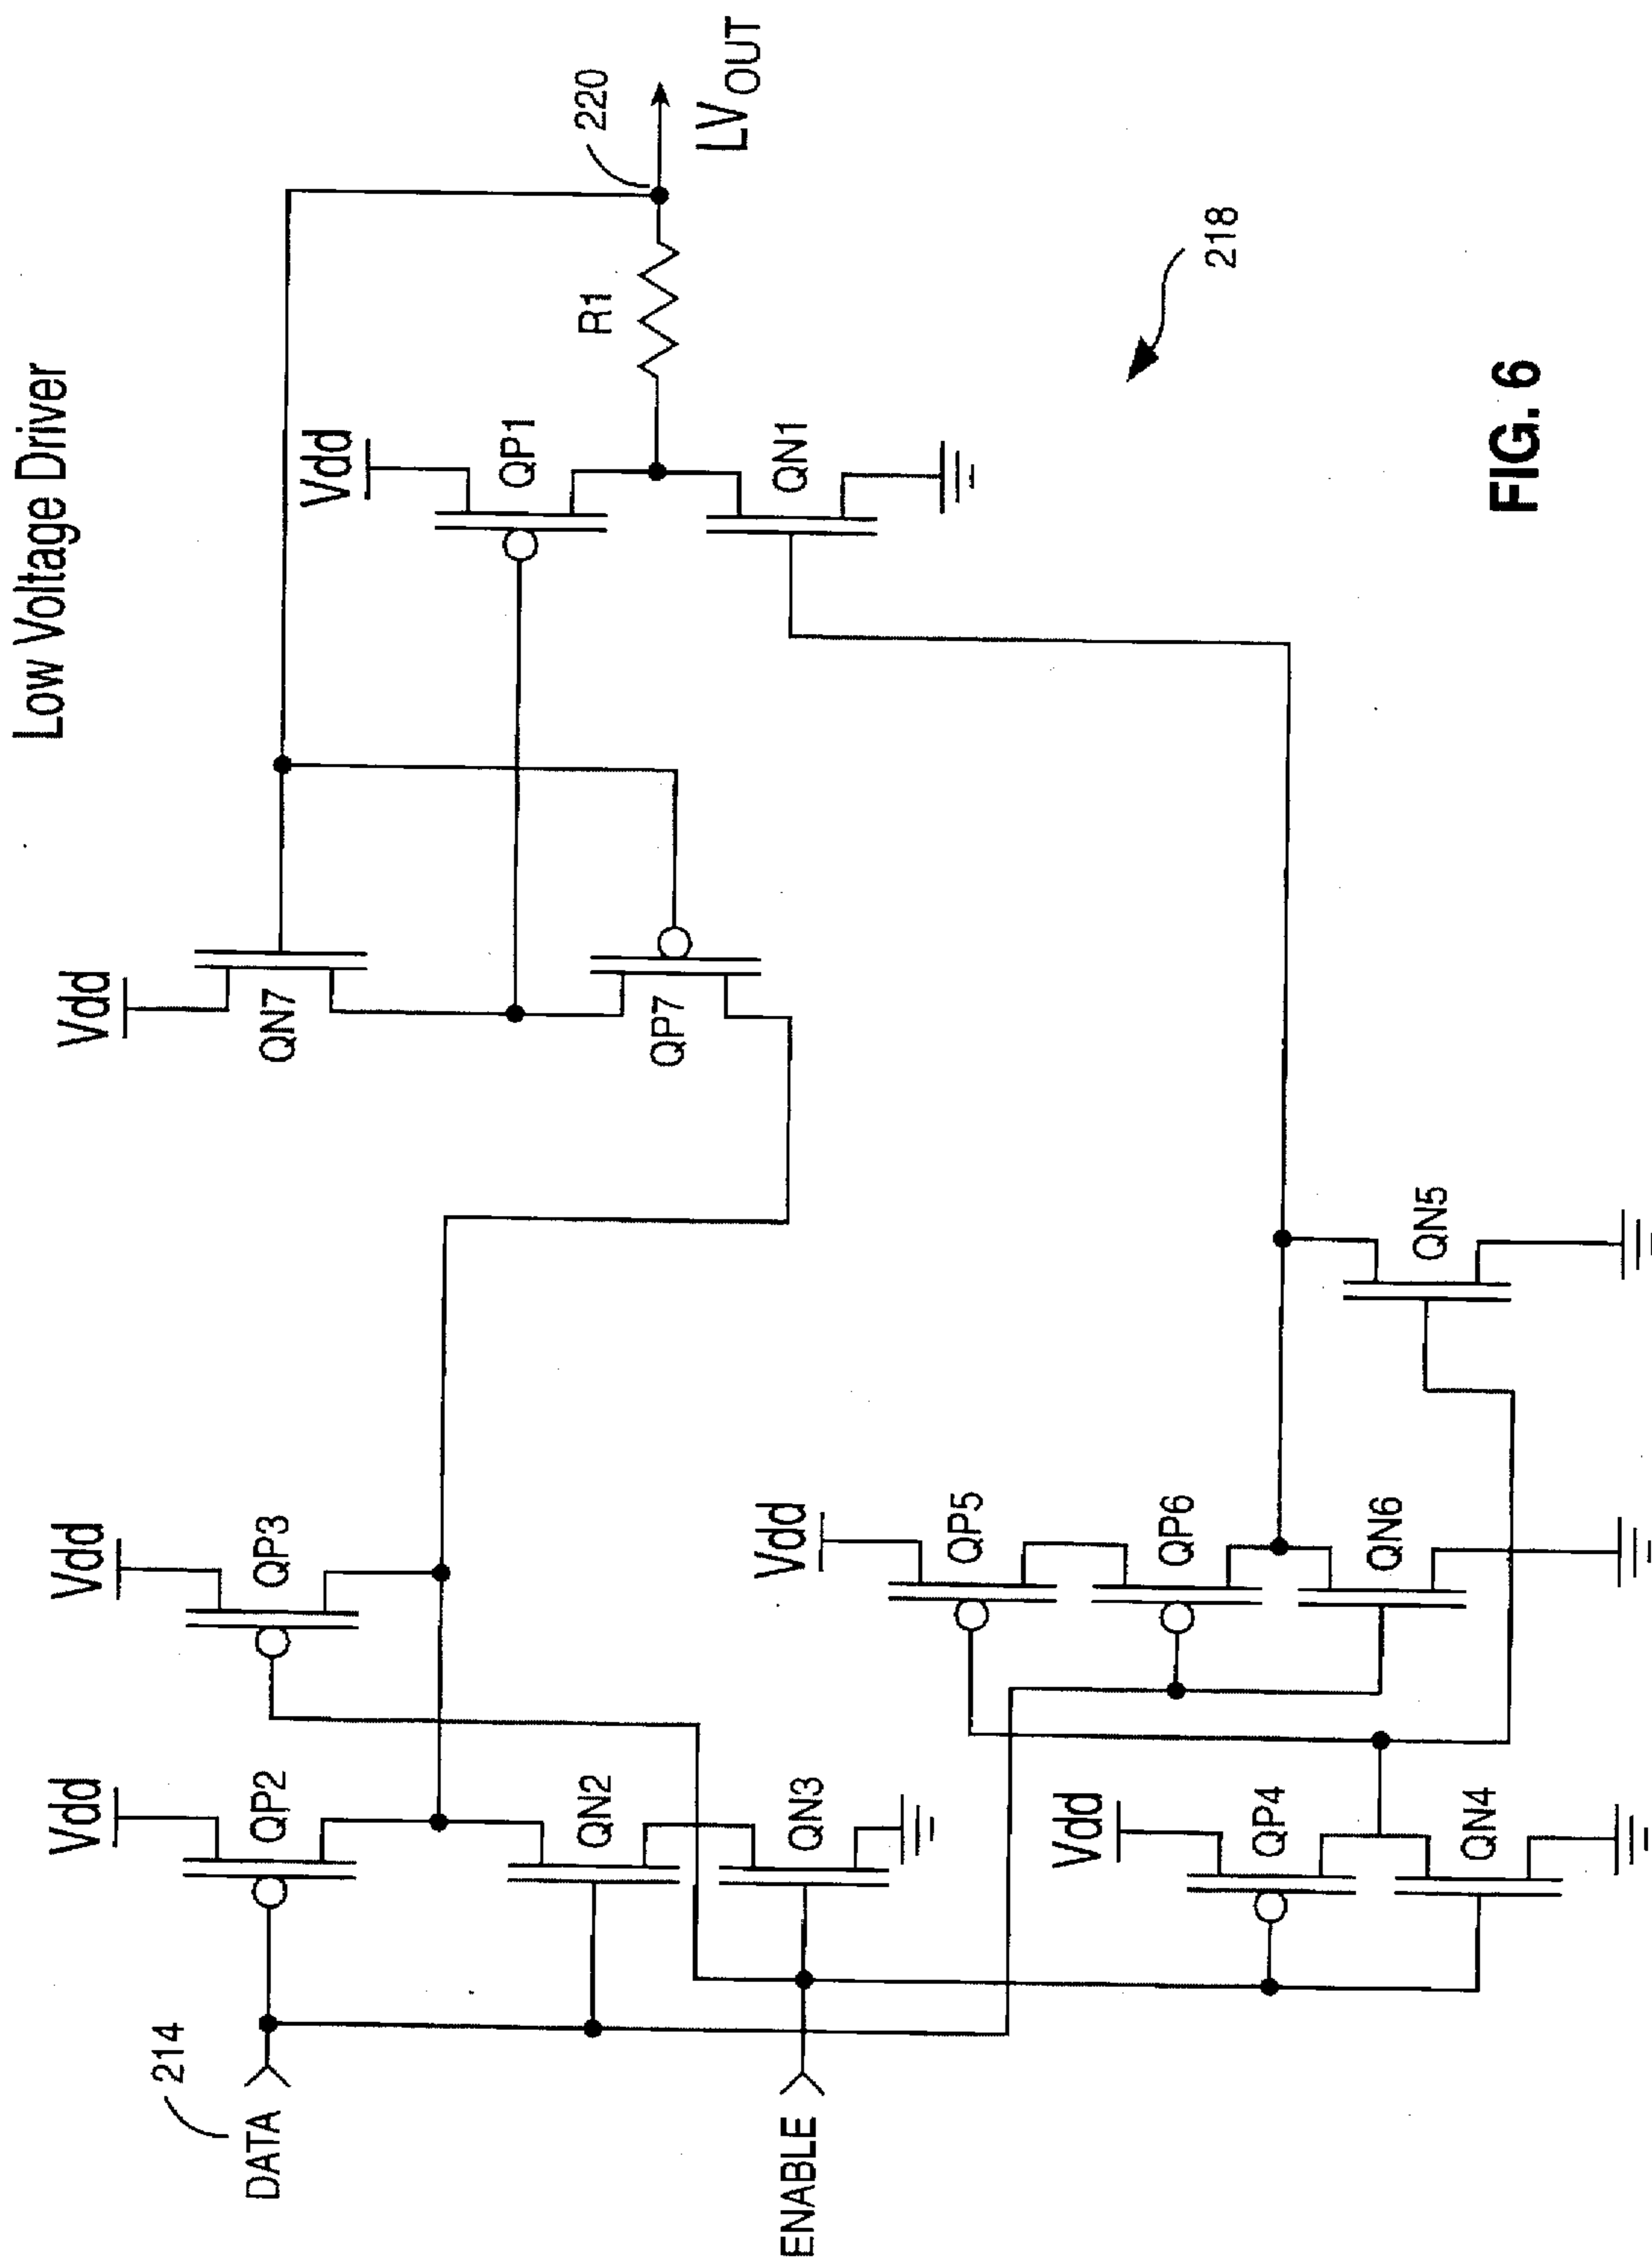 Low Voltage Driver
Vdd
Vdd
Vdd
Vdd
QP2
QP3
QN7
QP1
220
LVOUT
214
DATA
QN2
QP7
R1
QN3
QN1
ENABLE
Vdd
Vdd
QP5
QP4
QP6
QN4
QN6
QN5
218
FIG. 6